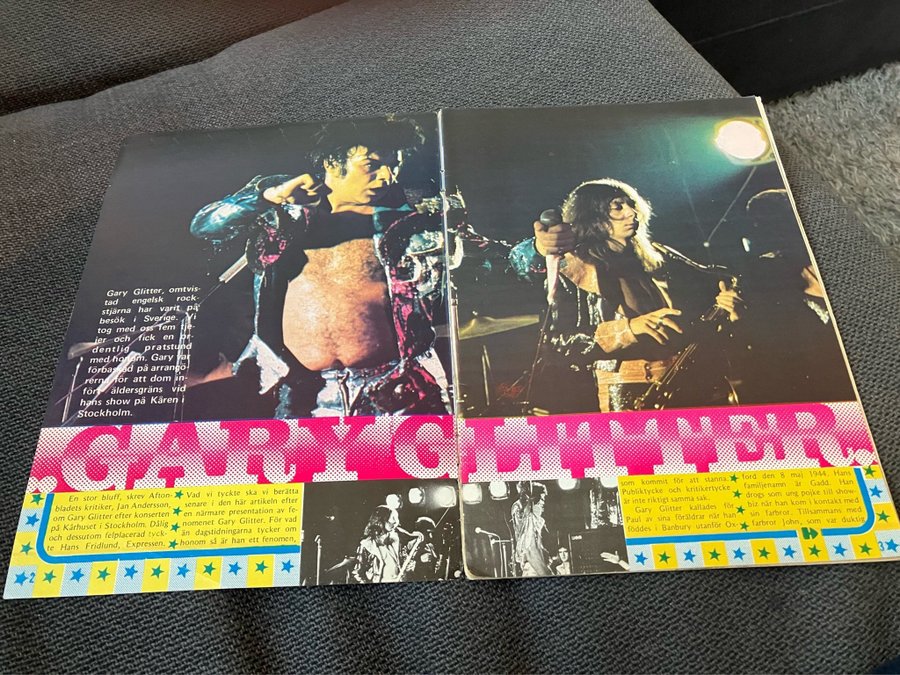 Gary Glitter, omtvis-
tad engelsk rock-
stjärna har varit på
besök i Sverige. Vi
tog med oss fem tje-
jer och fick en or-
dentlig pratstund
med honom. Gary var
förbaskad på arrangö-
rerna för att dom in-
fört åldersgräns vid
hans show på Kåren i
Stockholm.
.GARY GLITTER.
En stor bluff, skrev Afton-
bladets kritiker, Jan Andersson,
om Gary Glitter efter konserten
på Kårhuset i Stockholm. Dålig
och dessutom felplacerad tyck-
te Hans Fridlund, Expressen.
Vad vi tyckte ska vi berätta
senare i den här artikeln efter
en närmare presentation av fe-
nomenet Gary Glitter. För vad
än dagstidningarna tycker om
honom så är han ett fenomen,
som kommit för att stanna.
Publiktycke och kritikertycke
är inte riktigt samma sak.
Gary Glitter kallades
Paul av sina föräldrar när han
föddes i Banbury utanför Ox-
ford den 8 maj 1944. Hans
familjenamn är Gadd. Han
drogs som ung pojke till show-
biz när han kom i kontakt med
sin farbror. Tillsammans med
farbror John, som var duktig
2
3